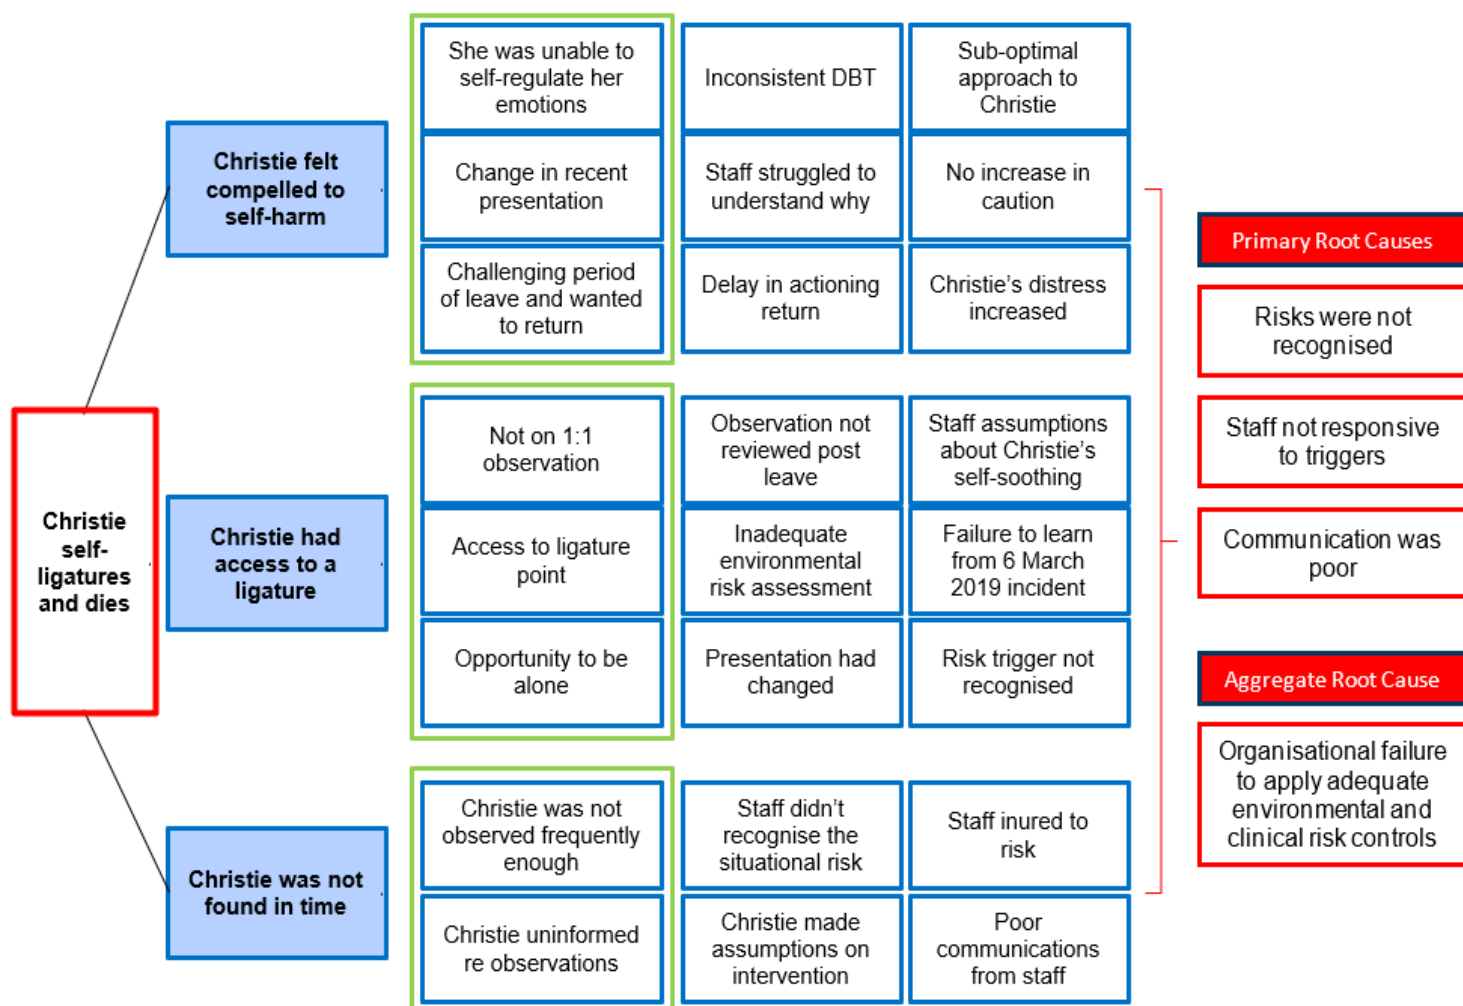 Christie
self-
ligatures
and dies
Christie felt
compelled to
self-harm
She was unable to
self-regulate her
emotions
Inconsistent DBT
Sub-optimal
approach to
Christie
Change in recent
presentation
Staff struggled to
understand why
No increase in
caution
Challenging period
of leave and wanted
to return
Delay in actioning
return
Christie’s distress
increased
Christie had
access to a
ligature
Not on 1:1
observation
Observation not
reviewed post
leave
Staff assumptions
about Christie’s
self-soothing
Access to ligature
point
Inadequate
environmental
risk assessment
Failure to learn
from 6 March
2019 incident
Opportunity to be
alone
Presentation had
changed
Risk trigger not
recognised
Christie was not
found in time
Christie was not
observed frequently
enough
Staff didn’t
recognise the
situational risk
Staff inured to
risk
Christie uninformed
re observations
Christie made
assumptions on
intervention
Poor
communications
from staff
Primary Root Causes
Risks were not
recognised
Staff not responsive
to triggers
Communication was
poor
Aggregate Root Cause
Organisational failure
to apply adequate
environmental and
clinical risk controls